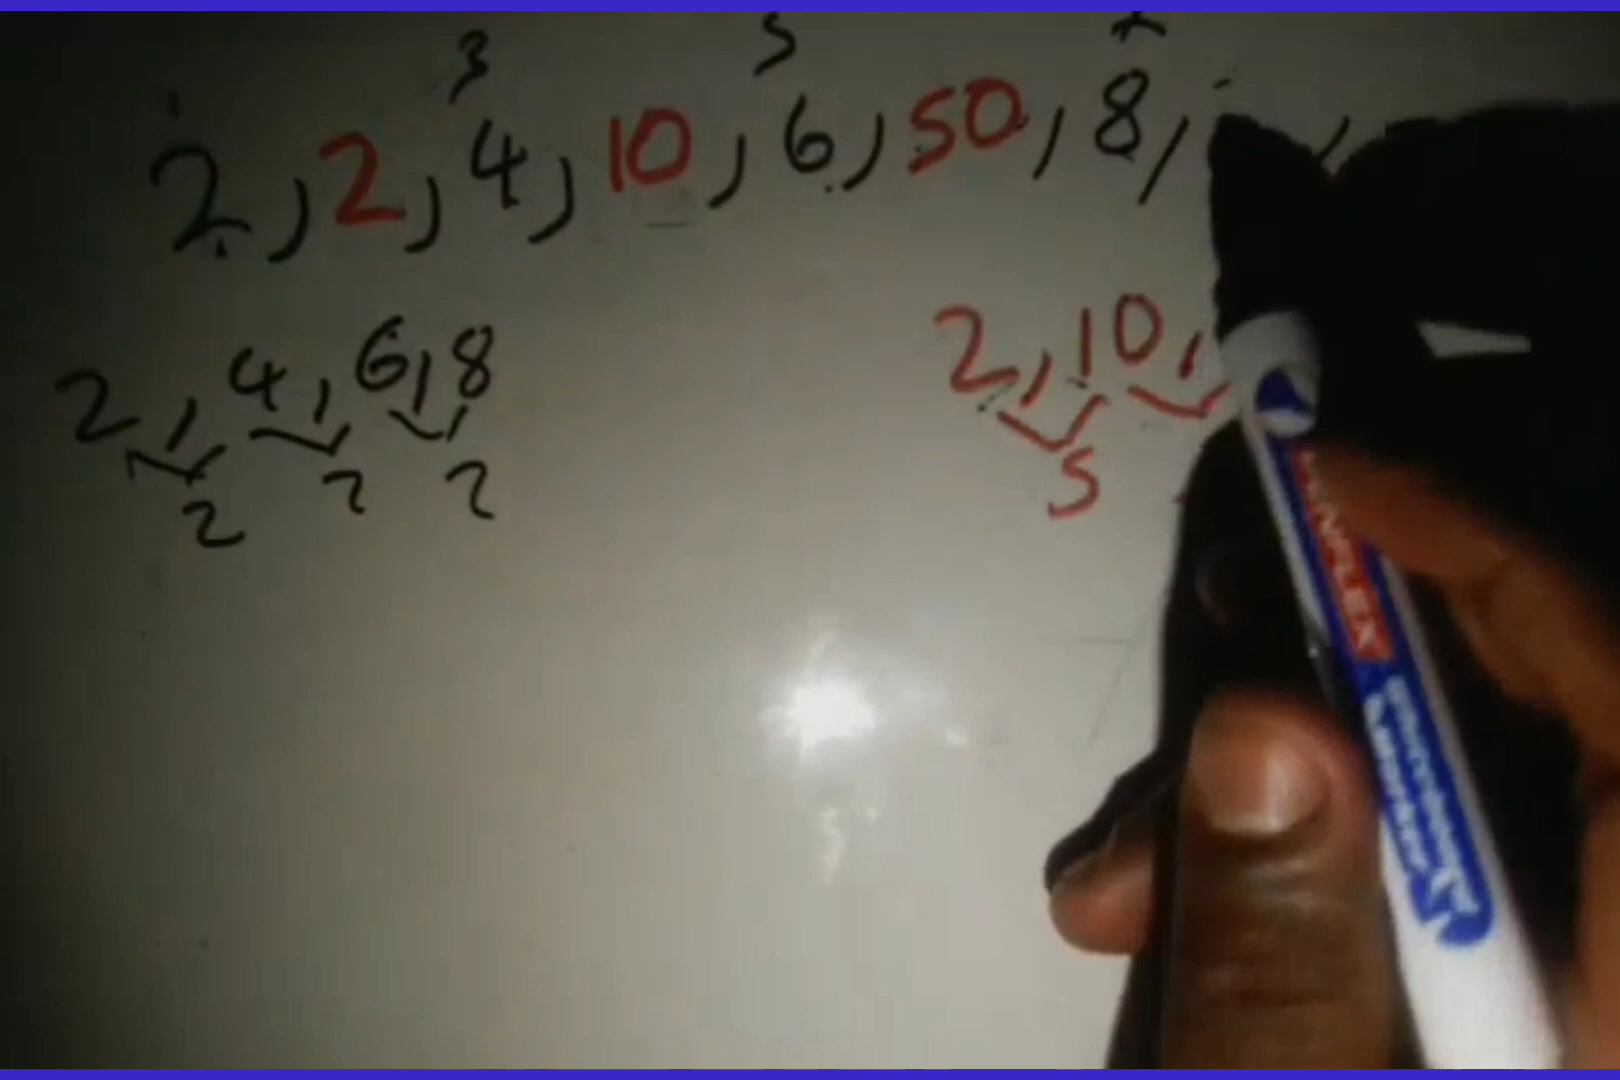 3 5
2, 2, 4, 10, 6, 50, 8, ,
2, 4, 6, 8
2, 10,
2 2 2
5